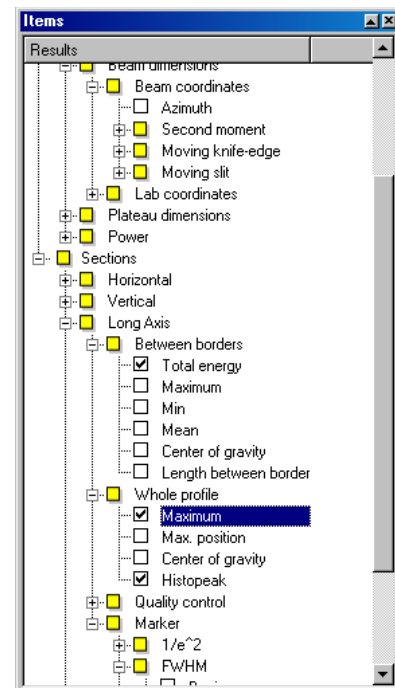 Items
Results
Beam dimensions
Beam coordinates
Azimuth
Second moment
Moving knife-edge
Moving slit
Lab coordinates
Plateau dimensions
Power
Sections
Horizontal
Vertical
Long Axis
Between borders
Total energy
Maximum
Min
Mean
Center of gravity
Length between border
Whole profile
Maximum
Max. position
Center of gravity
Histopeak
Quality control
Marker
1/e^2
FWHM